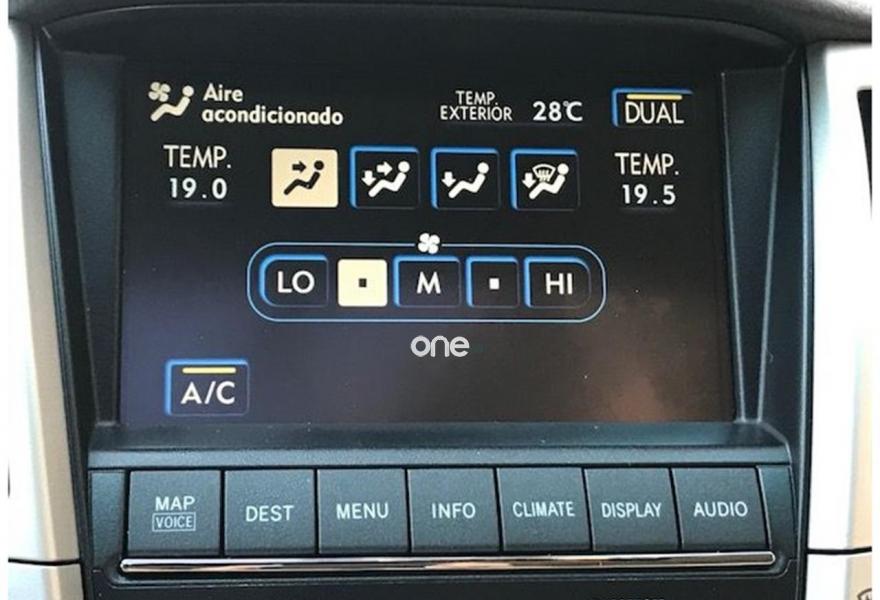 Aire
acondicionado
TEMP.
EXTERIOR 28℃
DUAL
TEMP.
19.0
TEMP.
19.5
LO
M
HI
one
A/C
MAP
VOICE
DEST
MENU
INFO
CLIMATE
DISPLAY
AUDIO